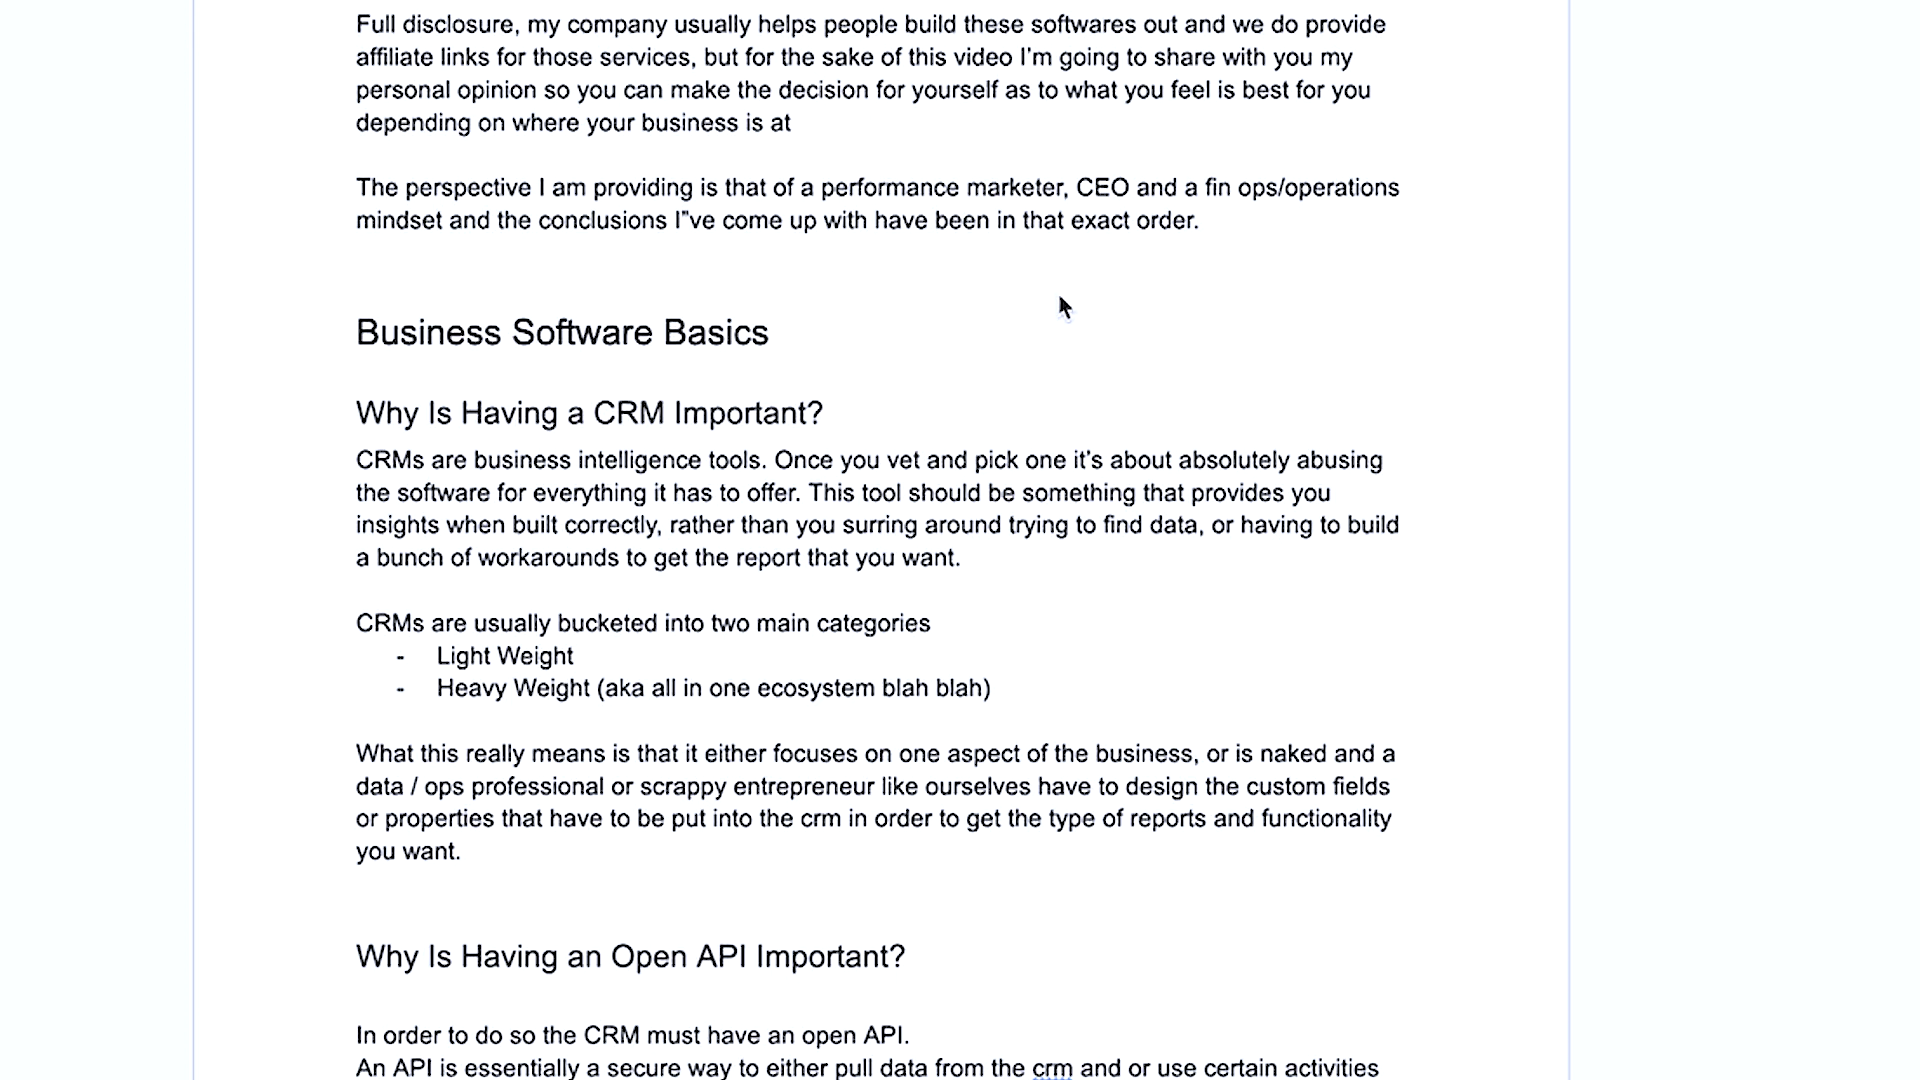 Full disclosure, my company usually helps people build these softwares out and we do provide
affiliate links for those services, but for the sake of this video I'm going to share with you my
personal opinion so you can make the decision for yourself as to what you feel is best for you
depending on where your business is at
The perspective I am providing is that of a performance marketer, CEO and a fin ops/operations
mindset and the conclusions I"ve come up with have been in that exact order.
Business Software Basics
Why Is Having a CRM Important?
CRMs are business intelligence tools. Once you vet and pick one it's about absolutely abusing
the software for everything it has to offer. This tool should be something that provides you
insights when built correctly, rather than you surring around trying to find data, or having to build
a bunch of workarounds to get the report that you want.
CRMs are usually bucketed into two main categories
- Light Weight
- Heavy Weight (aka all in one ecosystem blah blah)
What this really means is that it either focuses on one aspect of the business, or is naked and a
data / ops professional or scrappy entrepreneur like ourselves have to design the custom fields
or properties that have to be put into the crm in order to get the type of reports and functionality
you want.
Why Is Having an Open API Important?
In order to do so the CRM must have an open API.
An API is essentially a secure way to either pull data from the crm and or use certain activities